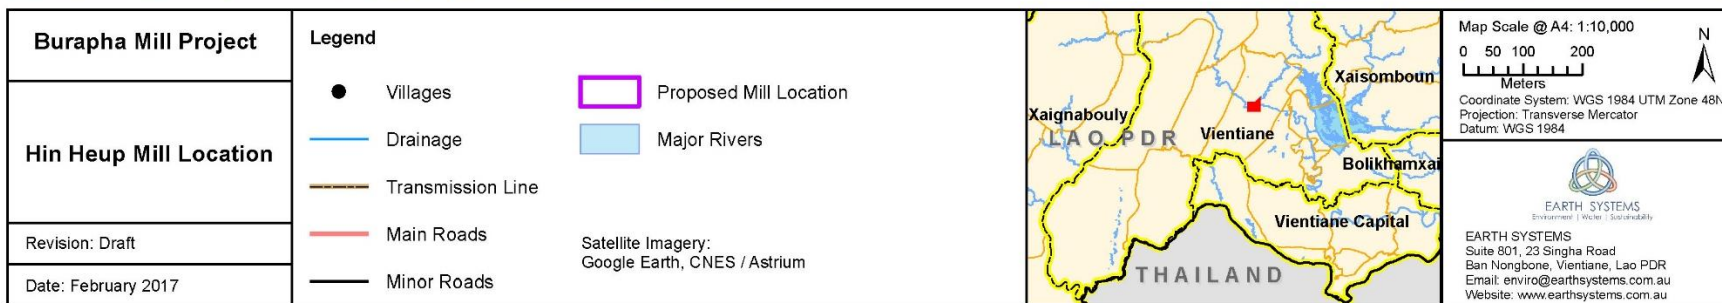 Burapha Mill Project
Hin Heup Mill Location
Revision: Draft
Date: February 2017
Legend
Villages
Drainage
Transmission Line
Main Roads
Minor Roads
Proposed Mill Location
Major Rivers
Satellite Imagery:
Google Earth, CNES / Astrium
Xaisomboun
Xaignabouly
LAO PDR
Vientiane
Bolikhamxai
Vientiane Capital
THAILAND
Map Scale @ A4: 1:10,000
0 50 100 200
Meters
N
Coordinate System: WGS 1984 UTM Zone 48N
Projection: Transverse Mercator
Datum: WGS 1984
EARTH SYSTEMS
Environment | Water | Sustainability
EARTH SYSTEMS
Suite 801, 23 Singha Road
Ban Nongbone, Vientiane, Lao PDR
Email: enviro@earthsystems.com.au
Website: www.earthsystems.com.au